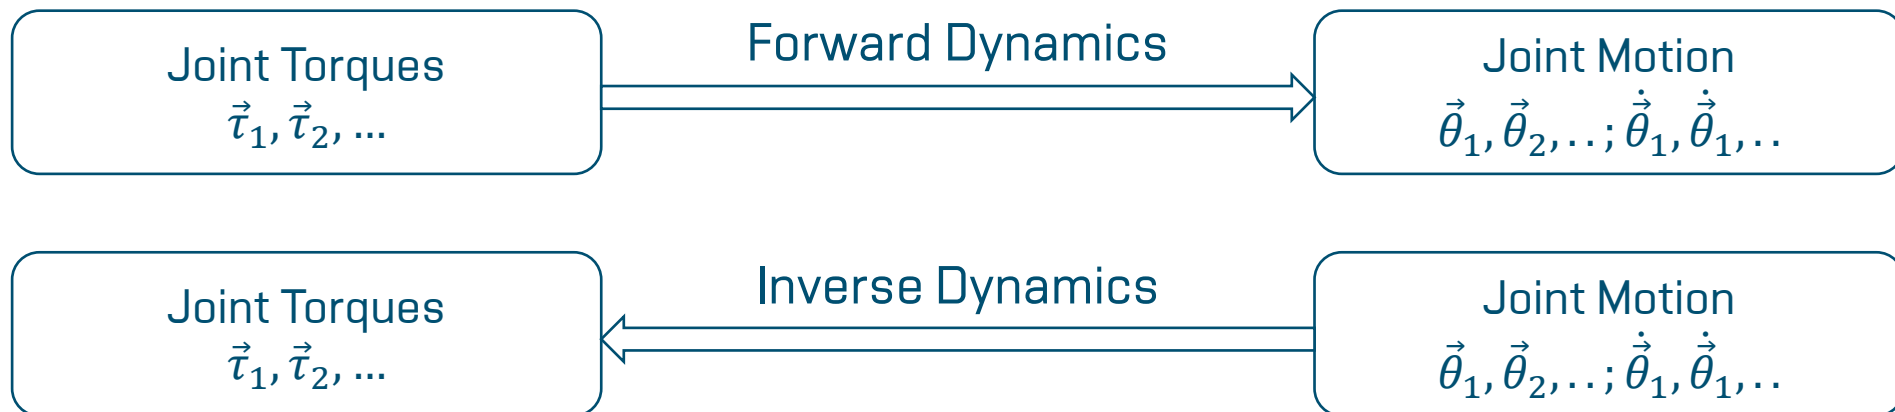 Forward Dynamics
Joint Torques
τ⃗₁, τ⃗₂, ...
Joint Motion
θ⃗₁, θ⃗₂, . . ; θ⃗̇₁, θ⃗̇₁, . .
Inverse Dynamics
Joint Torques
τ⃗₁, τ⃗₂, ...
Joint Motion
θ⃗₁, θ⃗₂, . . ; θ⃗̇₁, θ⃗̇₁, . .